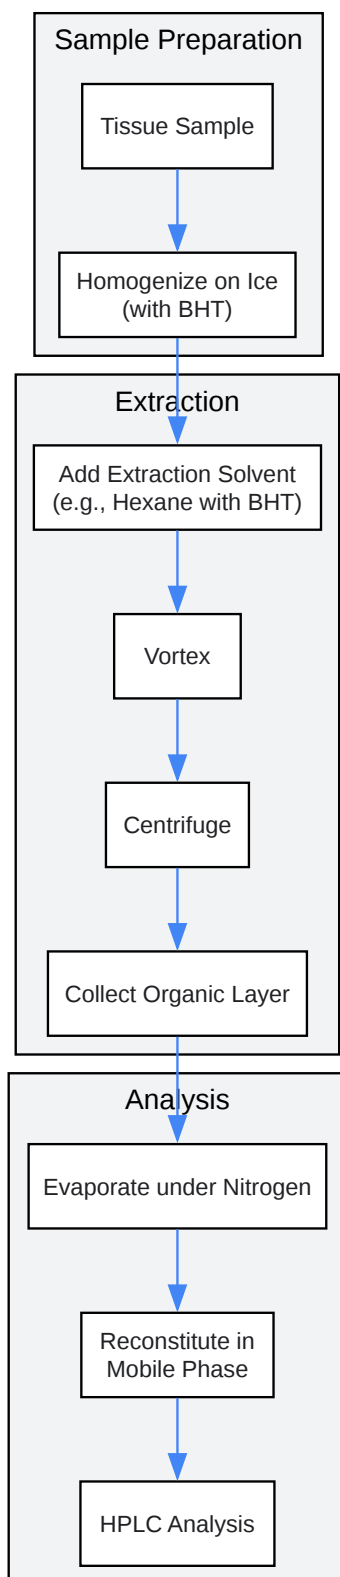 Sample Preparation
Tissue Sample
Homogenize on Ice
(with BHT)
Extraction
Add Extraction Solvent
(e.g., Hexane with BHT)
Vortex
Centrifuge
Collect Organic Layer
Analysis
Evaporate under Nitrogen
Reconstitute in
Mobile Phase
HPLC Analysis